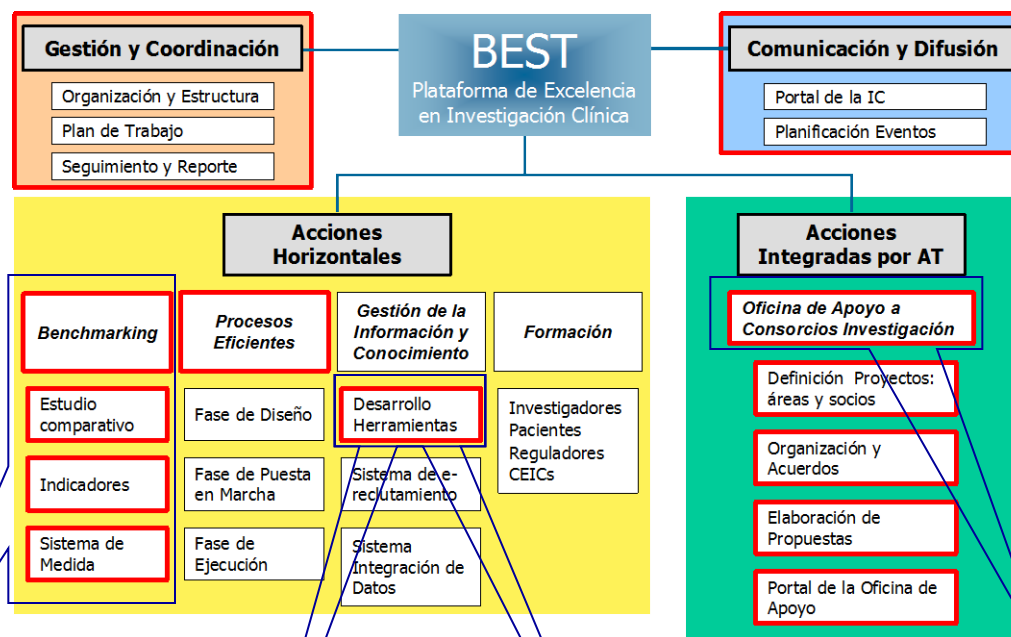 Gestión y Coordinación
Organización y Estructura
Plan de Trabajo
Seguimiento y Reporte
BEST
Plataforma de Excelencia
en Investigación Clínica
Comunicación y Difusión
Portal de la IC
Planificación Eventos
Acciones
Horizontales
Benchmarking
Estudio
comparativo
Indicadores
Sistema de
Medida
Procesos
Eficientes
Fase de Diseño
Fase de Puesta
en Marcha
Fase de
Ejecución
Gestión de la
Información y
Conocimiento
Desarrollo
Herramientas
Sistema de e-
reclutamiento
Sistema
Integración de
Datos
Formación
Investigadores
Pacientes
Reguladores
CEICs
Acciones
Integradas por AT
Oficina de Apoyo a
Consorcios Investigación
Definición Proyectos:
áreas y socios
Organización y
Acuerdos
Elaboración de
Propuestas
Portal de la Oficina de
Apoyo